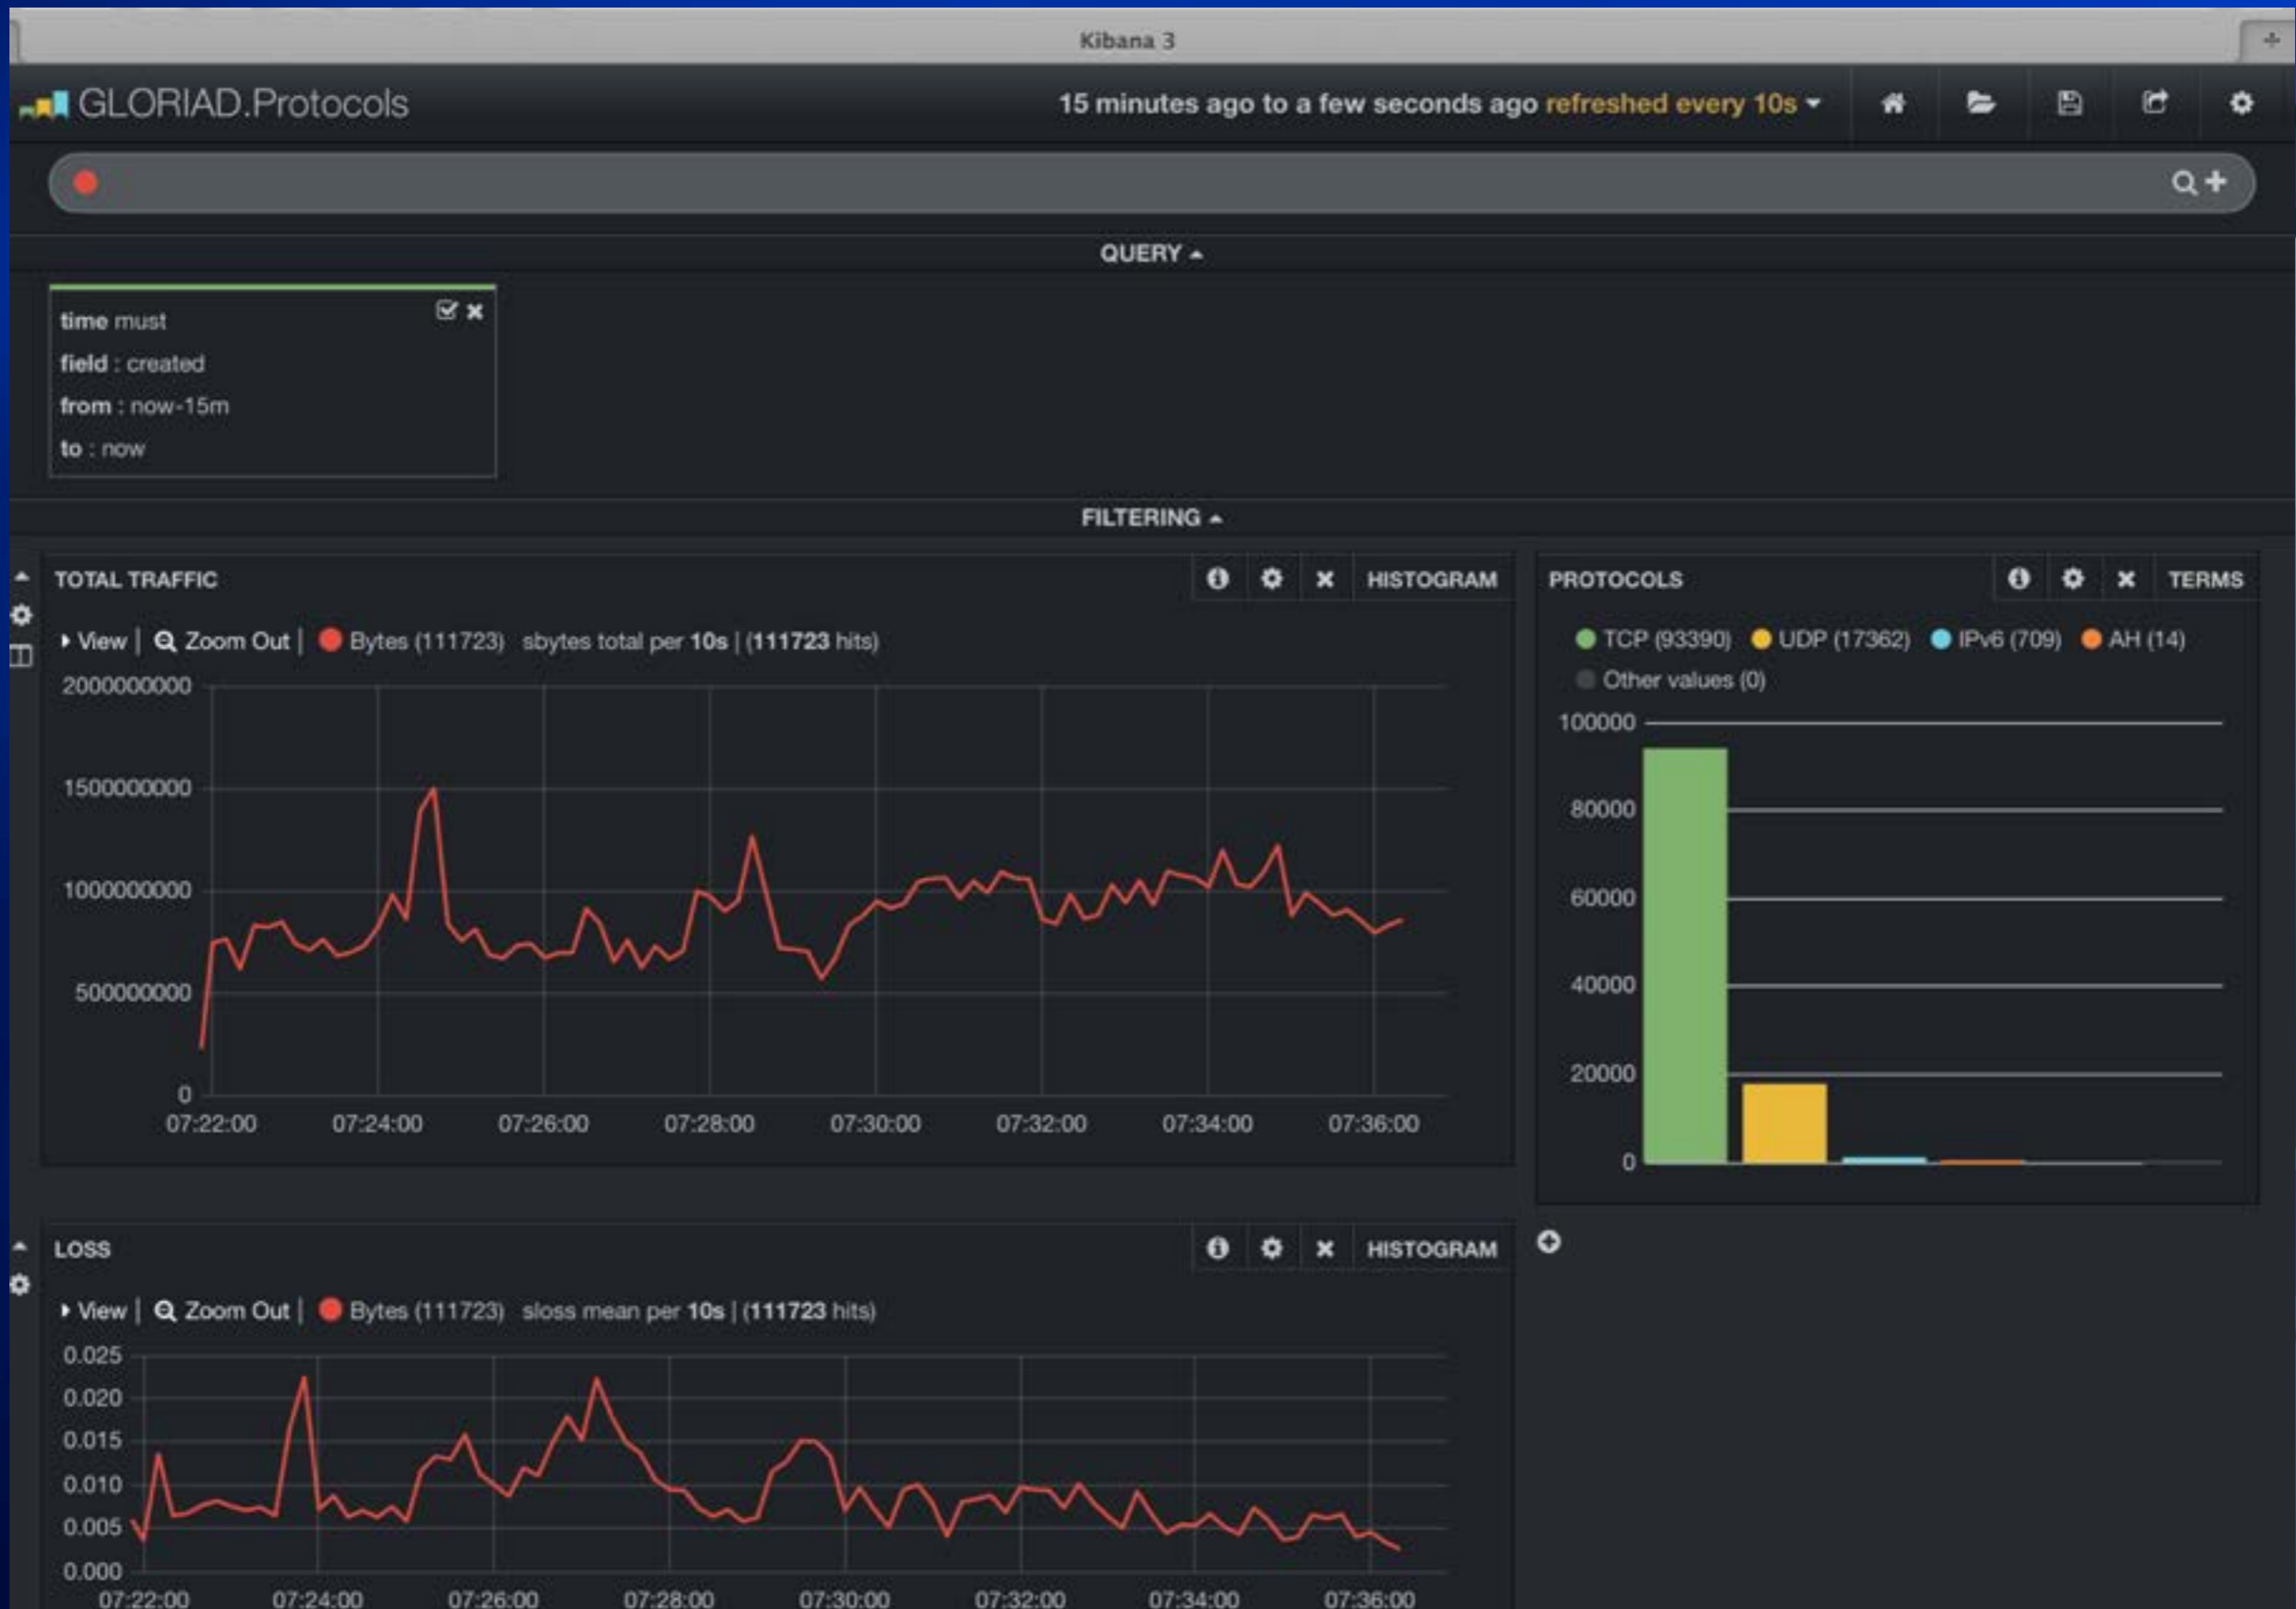 Kibana 3
GLORIAD.Protocols
15 minutes ago to a few seconds ago refreshed every 10s
QUERY
time must
field : created
from : now-15m
to : now
FILTERING
TOTAL TRAFFIC
HISTOGRAM
View | Zoom Out | Bytes (111723) sbytes total per 10s | (111723 hits)
2000000000
1500000000
1000000000
500000000
0
07:22:00 07:24:00 07:26:00 07:28:00 07:30:00 07:32:00 07:34:00 07:36:00
PROTOCOLS
TERMS
TCP (93390) UDP (17362) IPv6 (709) AH (14)
Other values (0)
100000
80000
60000
40000
20000
0
LOSS
HISTOGRAM
View | Zoom Out | Bytes (111723) sloss mean per 10s | (111723 hits)
0.025
0.020
0.015
0.010
0.005
0.000
07:22:00 07:24:00 07:26:00 07:28:00 07:30:00 07:32:00 07:34:00 07:36:00